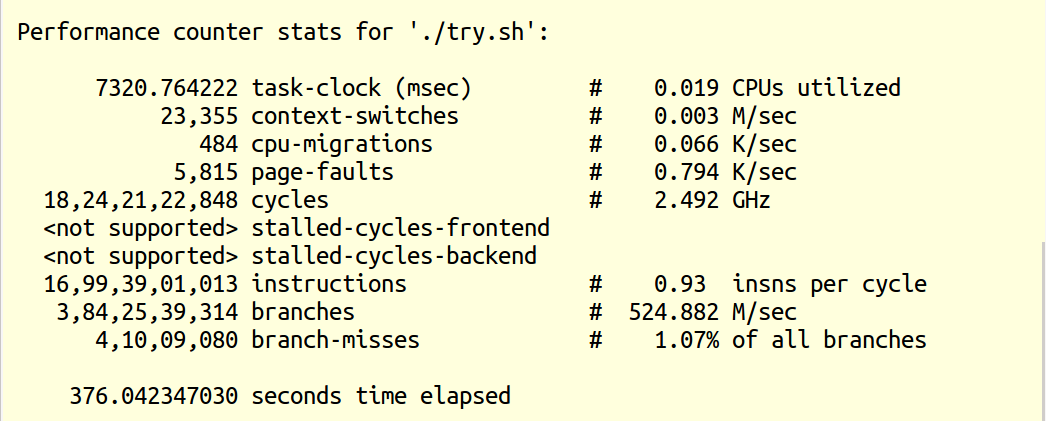 Performance counter stats for './try.sh':
7320.764222 task-clock (msec) # 0.019 CPUs utilized
23,355 context-switches # 0.003 M/sec
484 cpu-migrations # 0.066 K/sec
5,815 page-faults # 0.794 K/sec
18,24,21,22,848 cycles # 2.492 GHz
<not supported> stalled-cycles-frontend
<not supported> stalled-cycles-backend
16,99,39,01,013 instructions # 0.93 insns per cycle
3,84,25,39,314 branches # 524.882 M/sec
4,10,09,080 branch-misses # 1.07% of all branches
376.042347030 seconds time elapsed